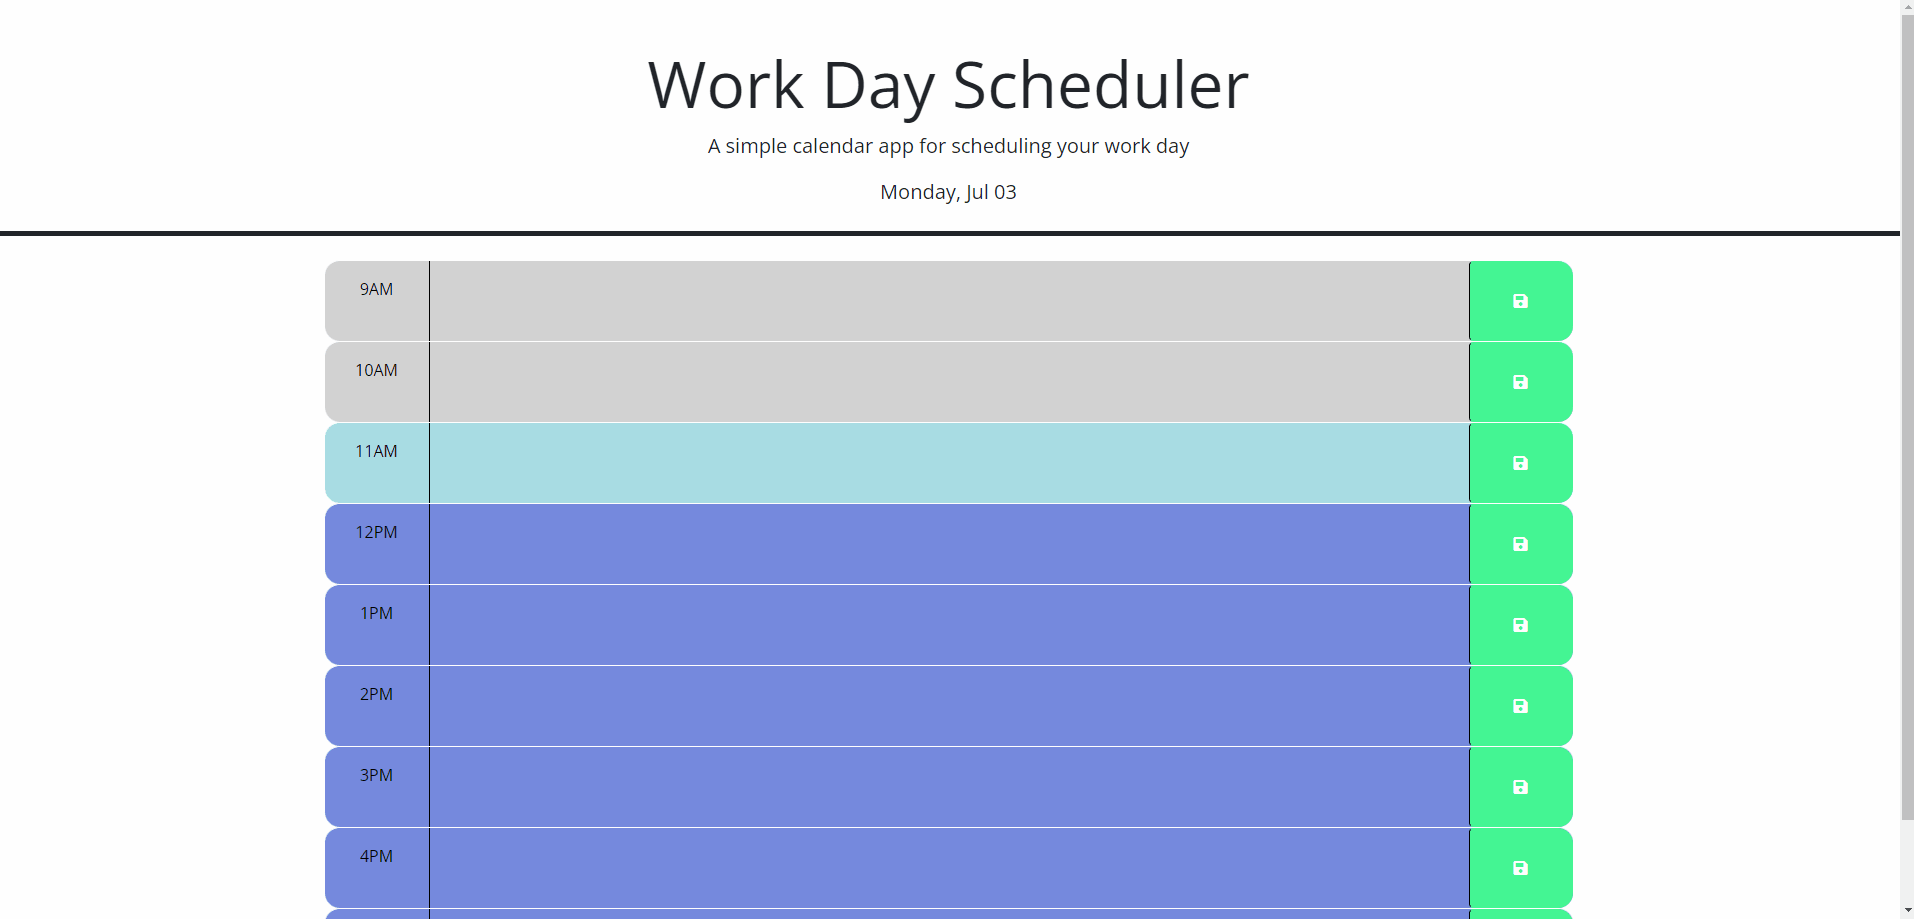 Work Day Scheduler
A simple calendar app for scheduling your work day
Monday, Jul 03
9AM
10AM
11AM
12PM
1PM
2PM
3PM
4PM